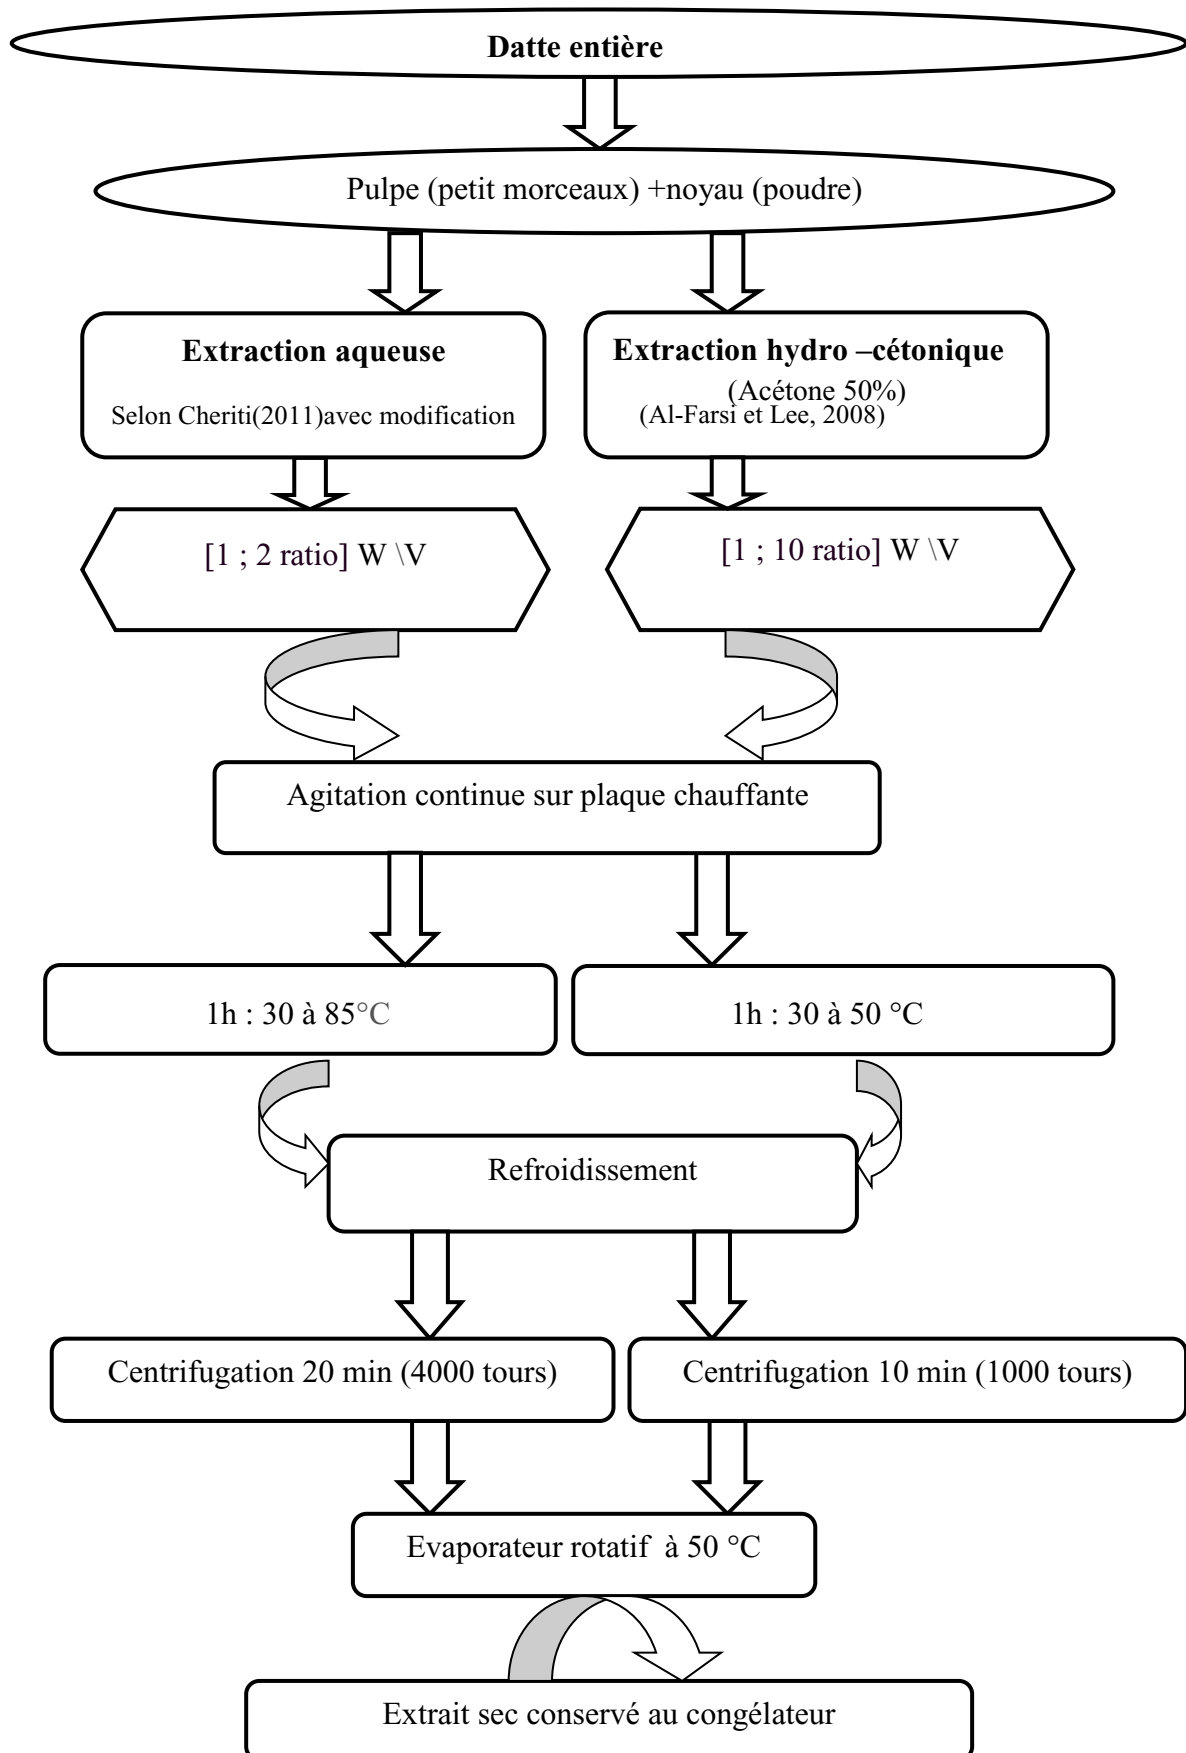 Datte entière
Pulpe (petit morceaux) +noyau (poudre)
Extraction aqueuse
Selon Cheriti(2011)avec modification
Extraction hydro –cétonique
(Acétone 50%)
(Al-Farsi et Lee, 2008)
[1 ; 2 ratio] W \V
[1 ; 10 ratio] W \V
Agitation continue sur plaque chauffante
1h : 30 à 85°C
1h : 30 à 50 °C
Refroidissement
Centrifugation 20 min (4000 tours)
Centrifugation 10 min (1000 tours)
Evaporateur rotatif à 50 °C
Extrait sec conservé au congélateur